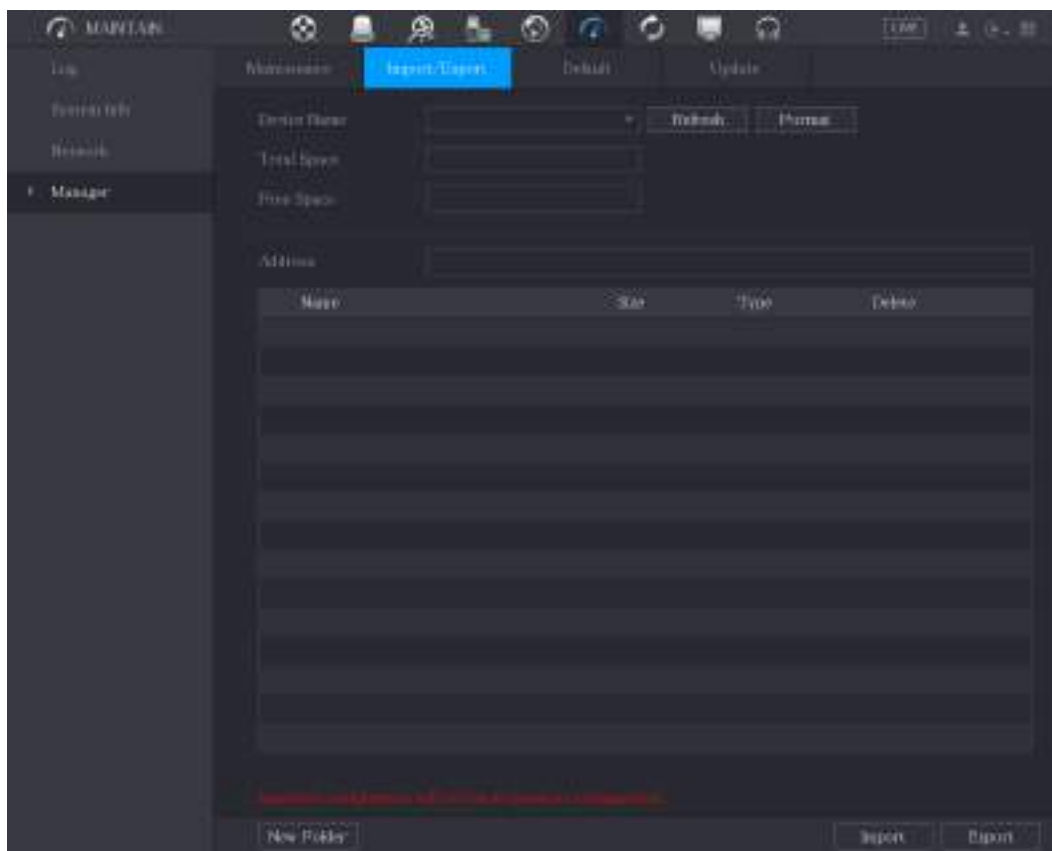 MAINTAIN
LIVE
Log
System Info
Network
Manager
Maintenance Import/Export Default Update
Device Name Refresh Format
Total Space
Free Space
Address
Name Size Type Delete
New Folder Import Export